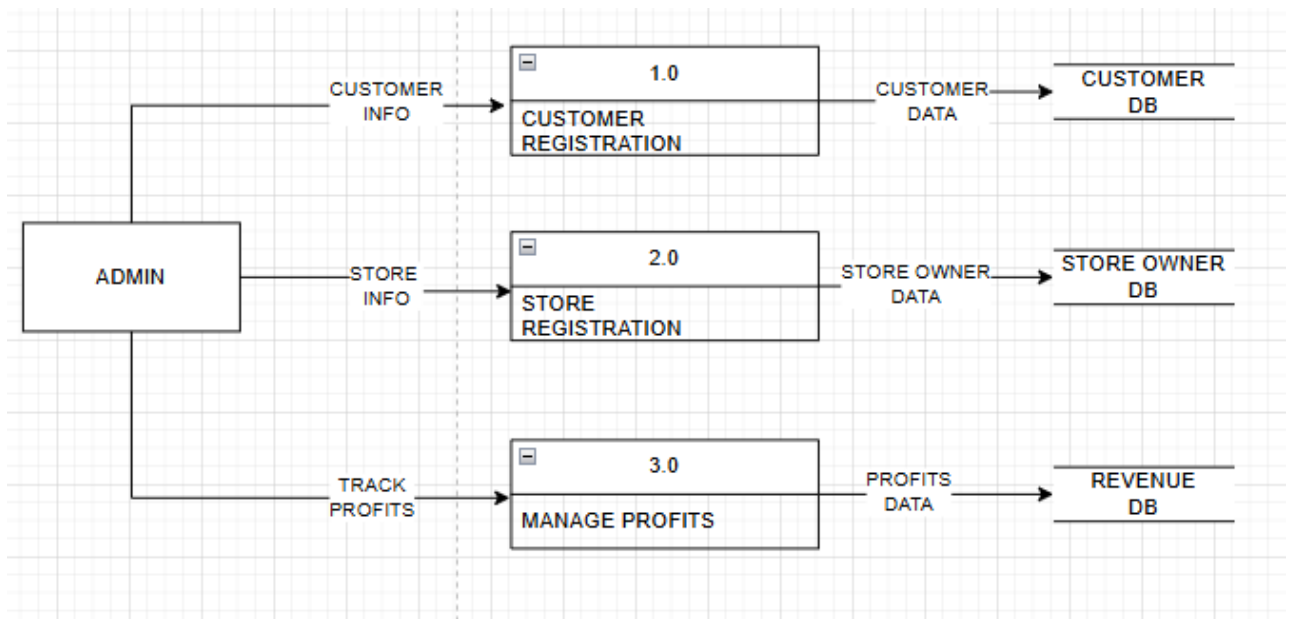 CUSTOMER
INFO
1.0
CUSTOMER
REGISTRATION
CUSTOMER
DATA
CUSTOMER
DB
ADMIN
STORE
INFO
2.0
STORE
REGISTRATION
STORE OWNER
DATA
STORE OWNER
DB
TRACK
PROFITS
3.0
MANAGE PROFITS
PROFITS
DATA
REVENUE
DB